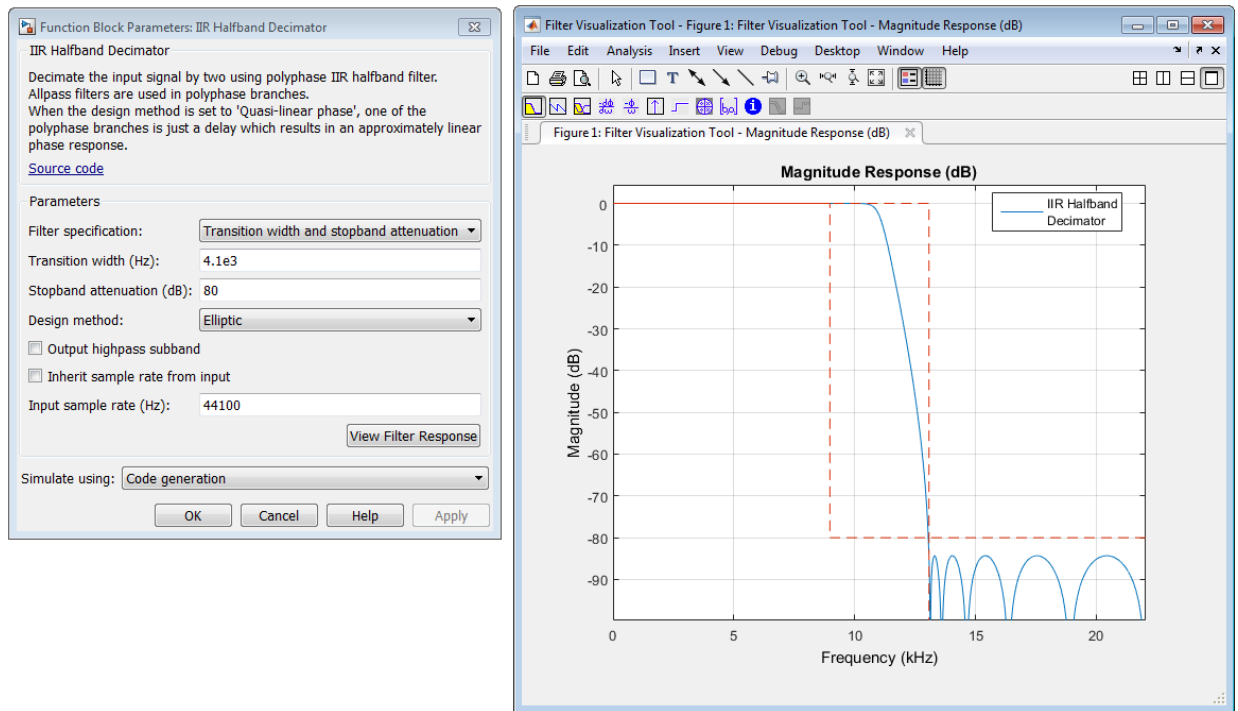 Function Block Parameters: IIR Halfband Decimator
IIR Halfband Decimator
Decimate the input signal by two using polyphase IIR halfband filter.
Allpass filters are used in polyphase branches.
When the design method is set to 'Quasi-linear phase', one of the
polyphase branches is just a delay which results in an approximately linear
phase response.
Source code
Parameters
Filter specification: Transition width and stopband attenuation
Transition width (Hz): 4.1e3
Stopband attenuation (dB): 80
Design method: Elliptic
Output highpass subband
Inherit sample rate from input
Input sample rate (Hz): 44100
View Filter Response
Simulate using: Code generation
OK Cancel Help Apply
Filter Visualization Tool - Figure 1: Filter Visualization Tool - Magnitude Response (dB)
File Edit Analysis Insert View Debug Desktop Window Help
T
[b,a] i
Figure 1: Filter Visualization Tool - Magnitude Response (dB)
Magnitude Response (dB)
IIR Halfband
Decimator
Magnitude (dB)
0
-10
-20
-30
-40
-50
-60
-70
-80
-90
0 5 10 15 20
Frequency (kHz)